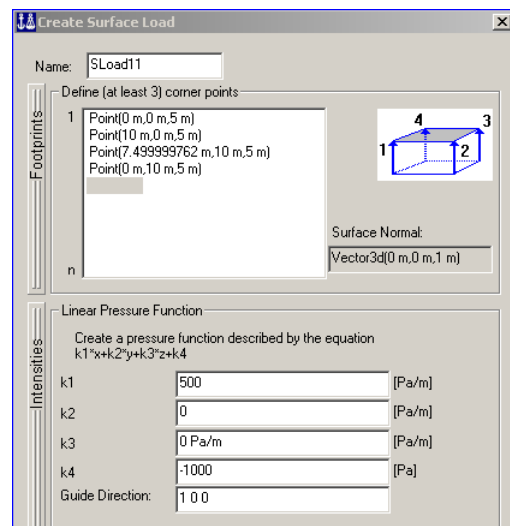 Create Surface Load
Name: SLoad11
Footprints
Define (at least 3) corner points
1 Point(0 m,0 m,5 m)
Point(10 m,0 m,5 m)
Point(7.499999762 m,10 m,5 m)
Point(0 m,10 m,5 m)
n
4 3
1 2
Surface Normal:
Vector3d(0 m,0 m,1 m)
Intensities
Linear Pressure Function
Create a pressure function described by the equation
k1*x+k2*y+k3*z+k4
k1 500 [Pa/m]
k2 0 [Pa/m]
k3 0 Pa/m [Pa/m]
k4 -1000 [Pa]
Guide Direction: 1 0 0